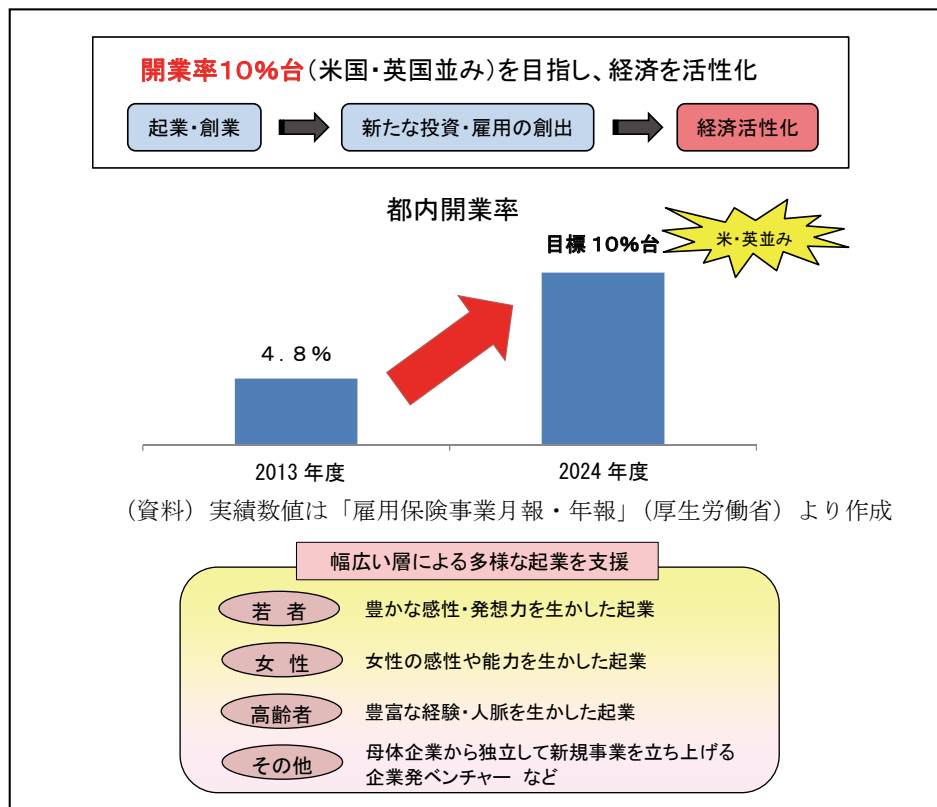 開業率10%台(米国・英国並み)を目指し、経済を活性化
起業・創業
新たな投資・雇用の創出
経済活性化
都内開業率
目標 10%台
米・英並み
4.8%
2013 年度
2024 年度
(資料)実績数値は「雇用保険事業月報・年報」(厚生労働省)より作成
幅広い層による多様な起業を支援
若 者 豊かな感性・発想力を生かした起業
女 性 女性の感性や能力を生かした起業
高齢者 豊富な経験・人脈を生かした起業
その他 母体企業から独立して新規事業を立ち上げる
企業発ベンチャー など